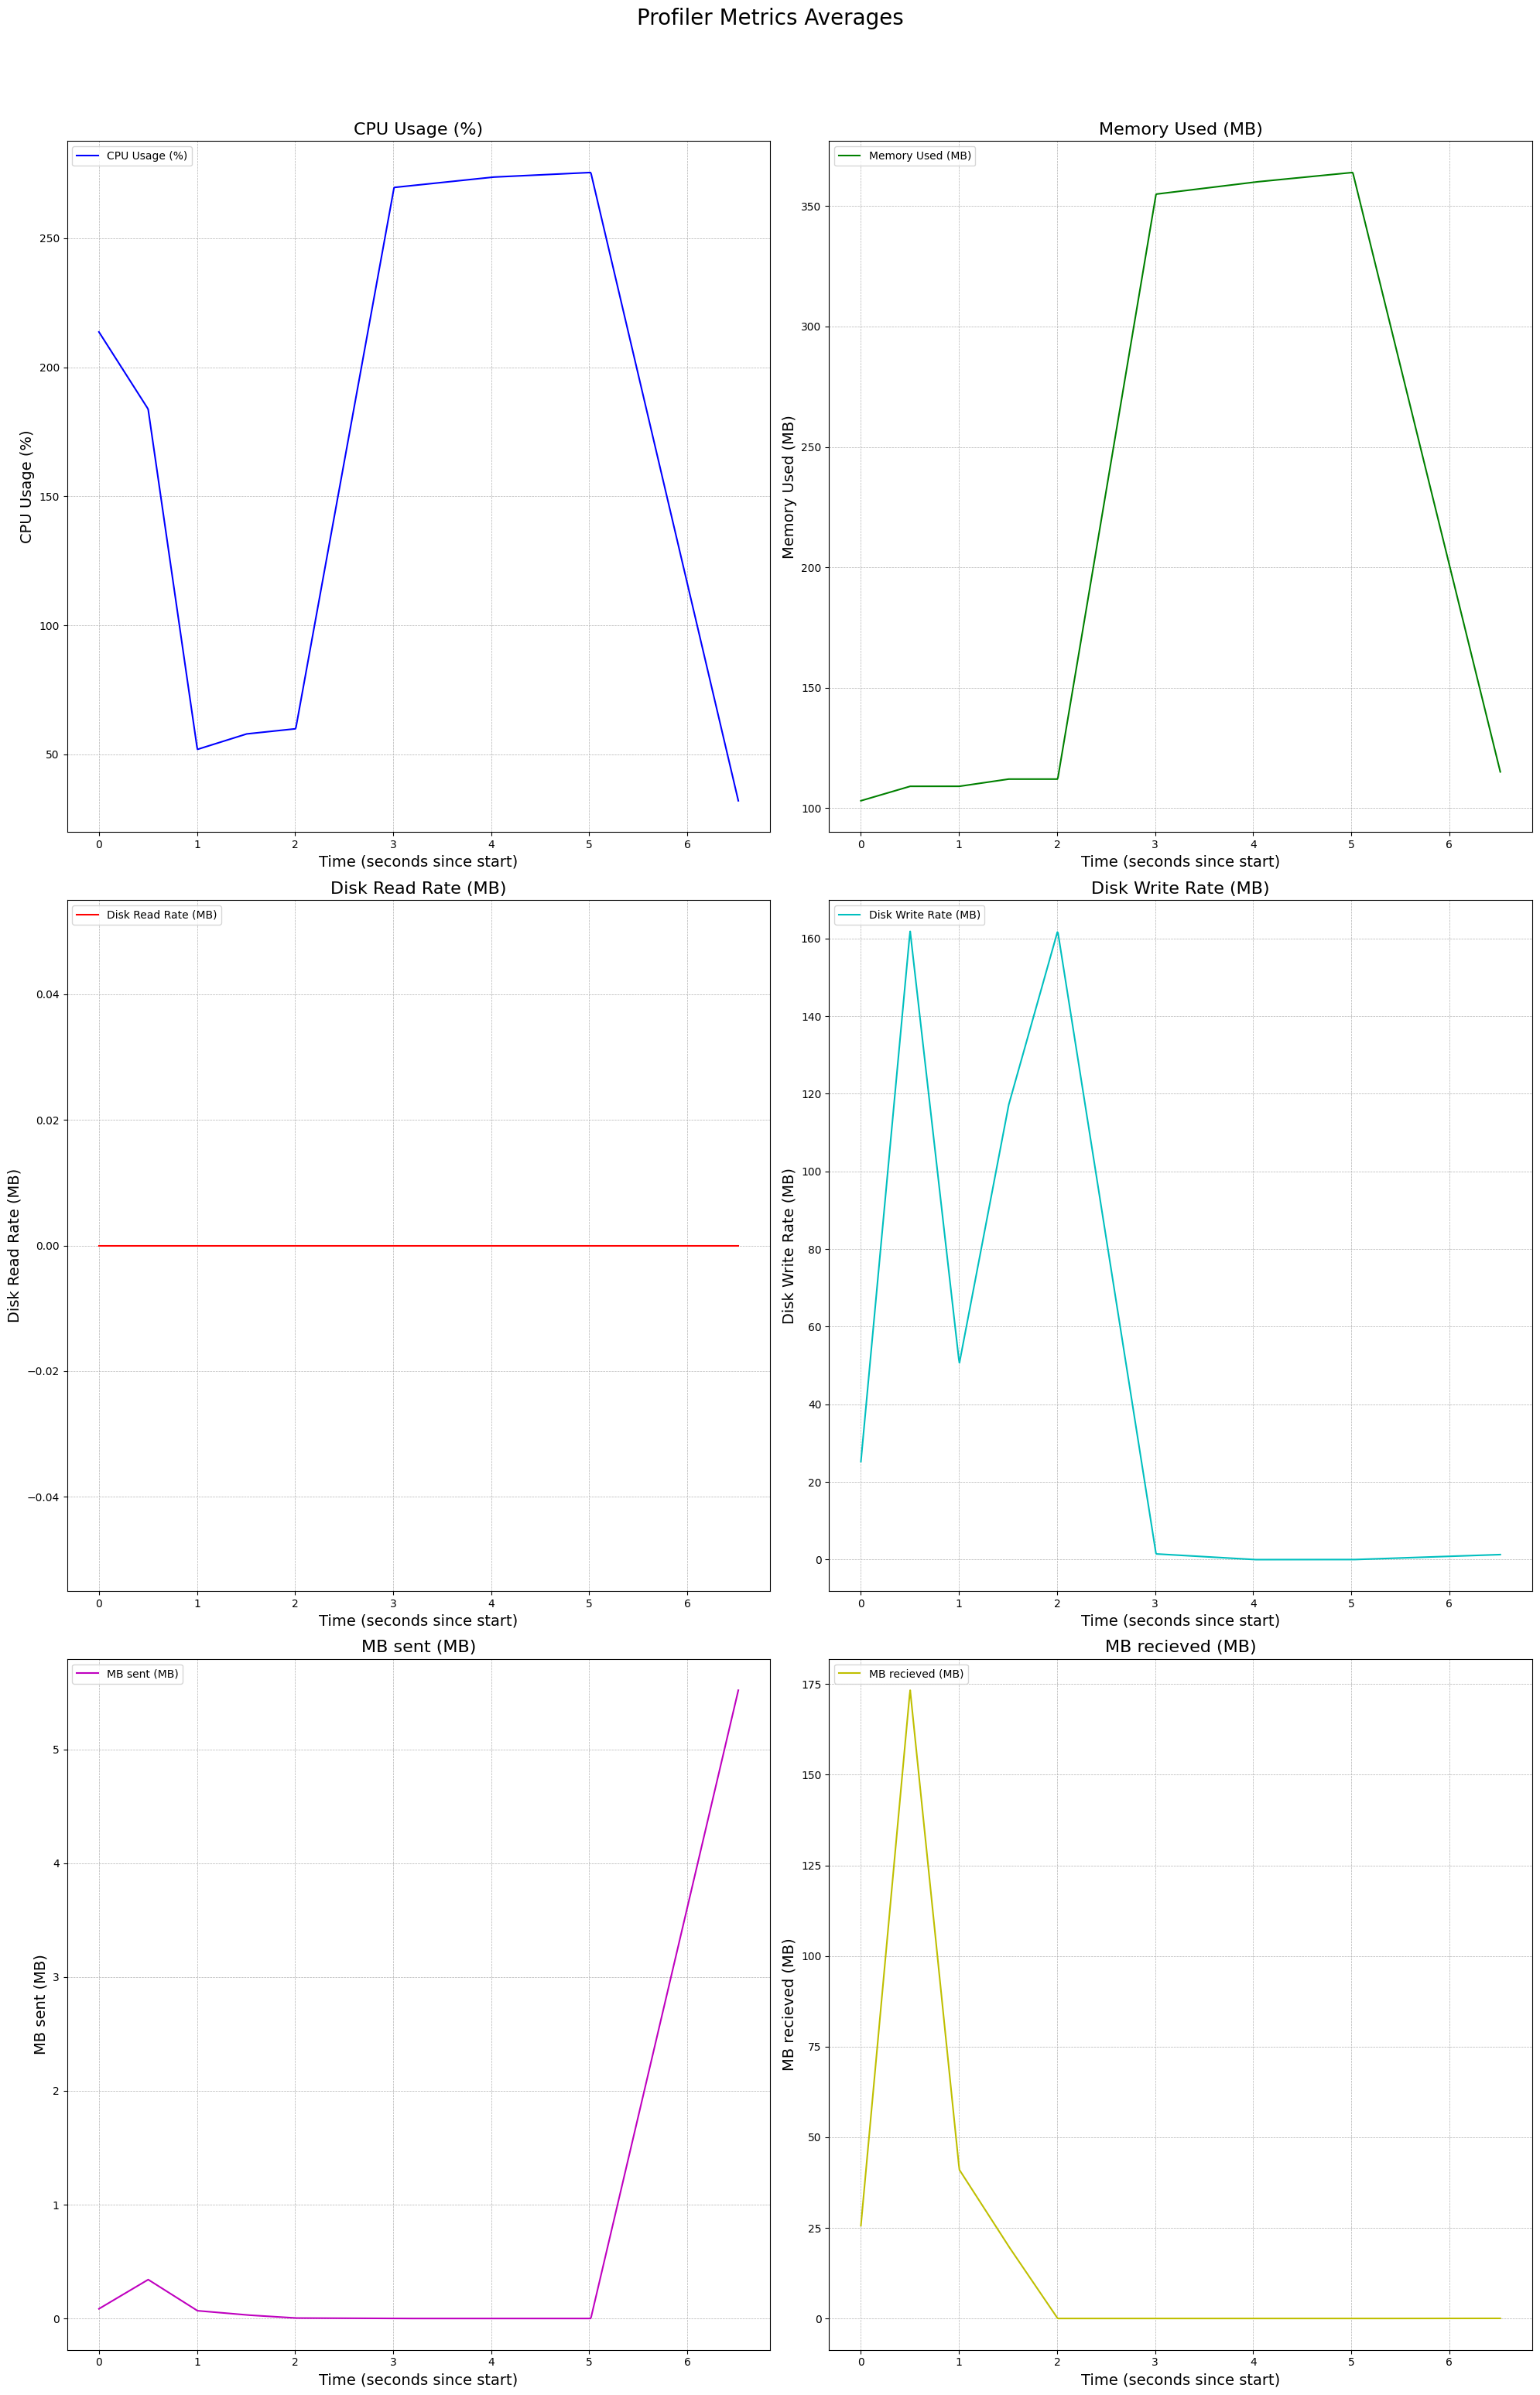 Profiler Metrics Averages
CPU Usage (%)
CPU Usage (%)
CPU Usage (%)
250
200
150
100
50
0 1 2 3 4 5 6
Time (seconds since start)
Memory Used (MB)
Memory Used (MB)
Memory Used (MB)
350
300
250
200
150
100
0 1 2 3 4 5 6
Time (seconds since start)
Disk Read Rate (MB)
Disk Read Rate (MB)
Disk Read Rate (MB)
0.04
0.02
0.00
−0.02
−0.04
0 1 2 3 4 5 6
Time (seconds since start)
Disk Write Rate (MB)
Disk Write Rate (MB)
Disk Write Rate (MB)
160
140
120
100
80
60
40
20
0
0 1 2 3 4 5 6
Time (seconds since start)
MB sent (MB)
MB sent (MB)
MB sent (MB)
5
4
3
2
1
0
0 1 2 3 4 5 6
Time (seconds since start)
MB recieved (MB)
MB recieved (MB)
MB recieved (MB)
175
150
125
100
75
50
25
0
0 1 2 3 4 5 6
Time (seconds since start)